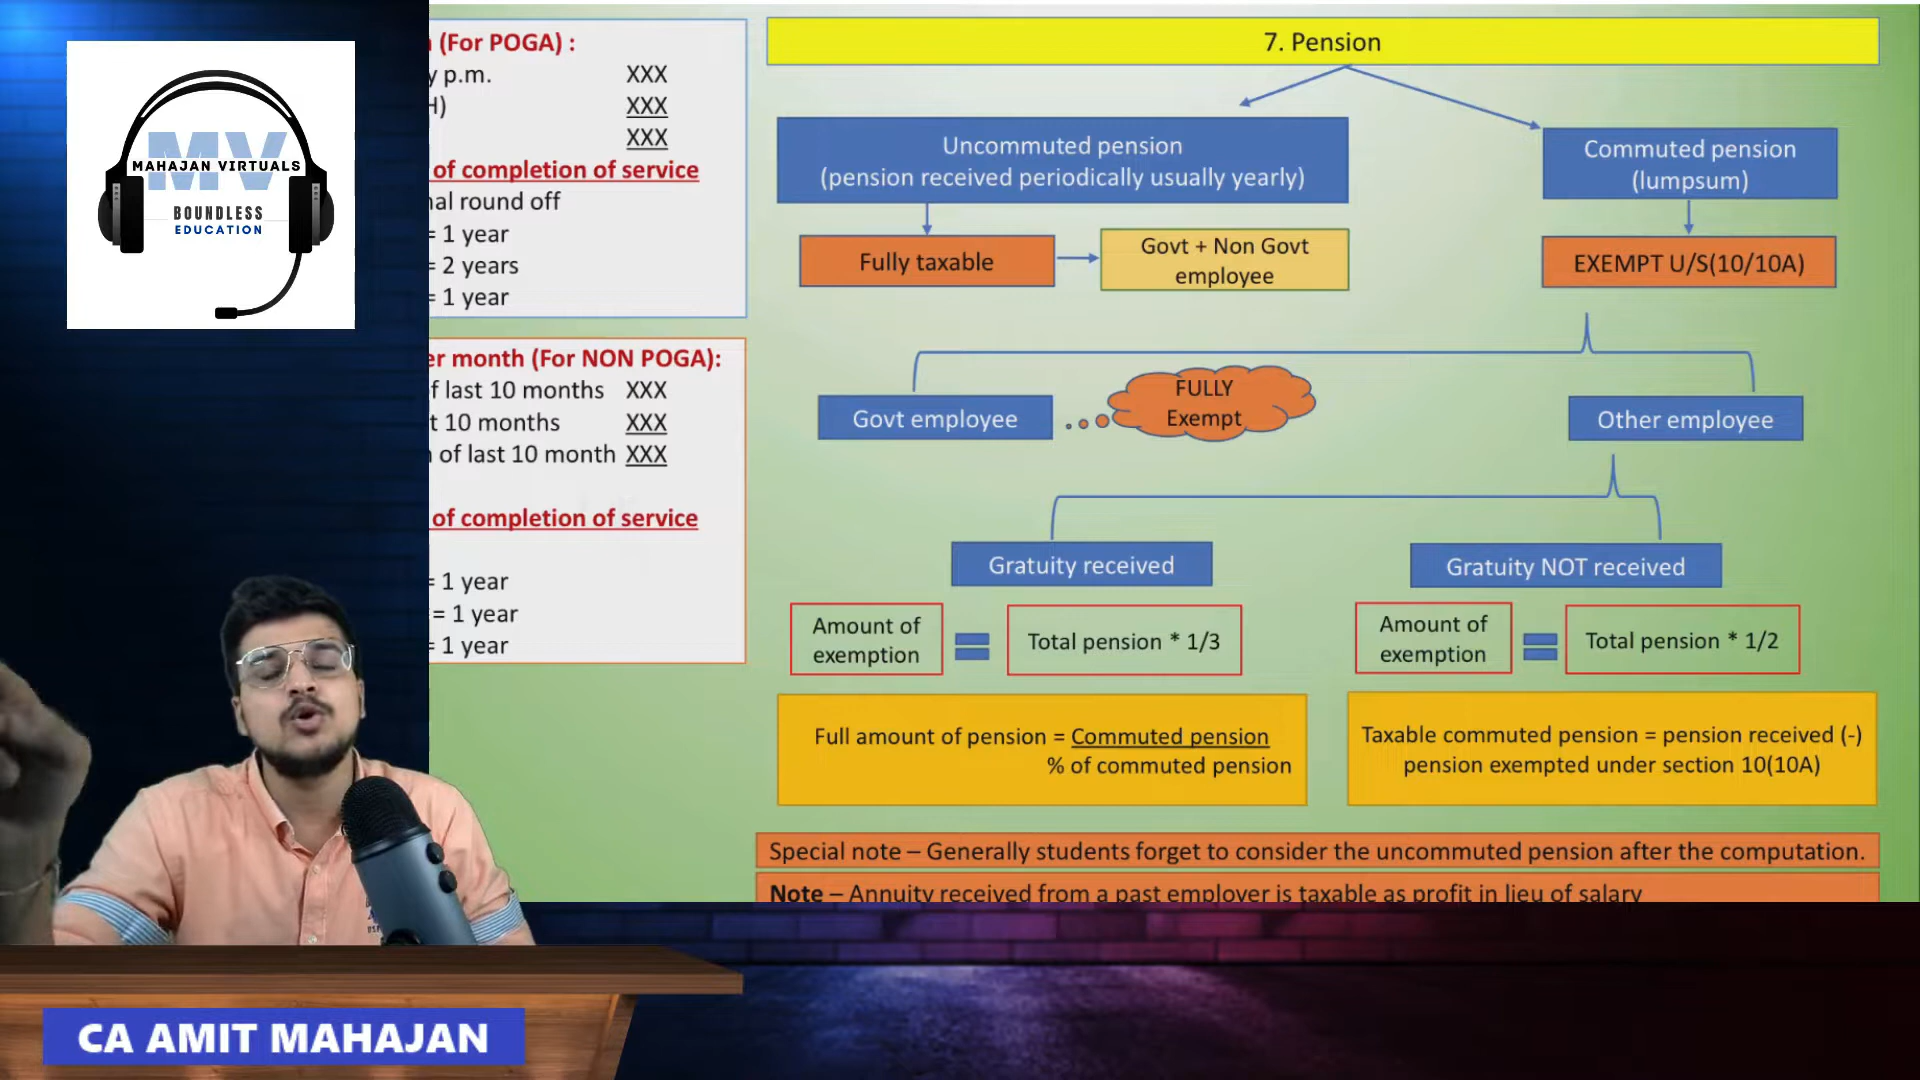 MV
MAHAJAN VIRTUALS
BOUNDLESS
EDUCATION
(For POGA) :
p.m. XXX
XXX
XXX
of completion of service
round off
= 1 year
= 2 years
= 1 year
month (For NON POGA):
last 10 months XXX
10 months XXX
of last 10 month XXX
of completion of service
= 1 year
= 1 year
= 1 year
7. Pension
Uncommuted pension
(pension received periodically usually yearly)
Commuted pension
(lumpsum)
Fully taxable
Govt + Non Govt
employee
EXEMPT U/S(10/10A)
Govt employee
FULLY
Exempt
Other employee
Gratuity received
Gratuity NOT received
Amount of
exemption
Total pension * 1/3
Amount of
exemption
Total pension * 1/2
Full amount of pension = Commuted pension
% of commuted pension
Taxable commuted pension = pension received (-)
pension exempted under section 10(10A)
Special note – Generally students forget to consider the uncommuted pension after the computation.
Note – Annuity received from a past employer is taxable as profit in lieu of salary
CA AMIT MAHAJAN